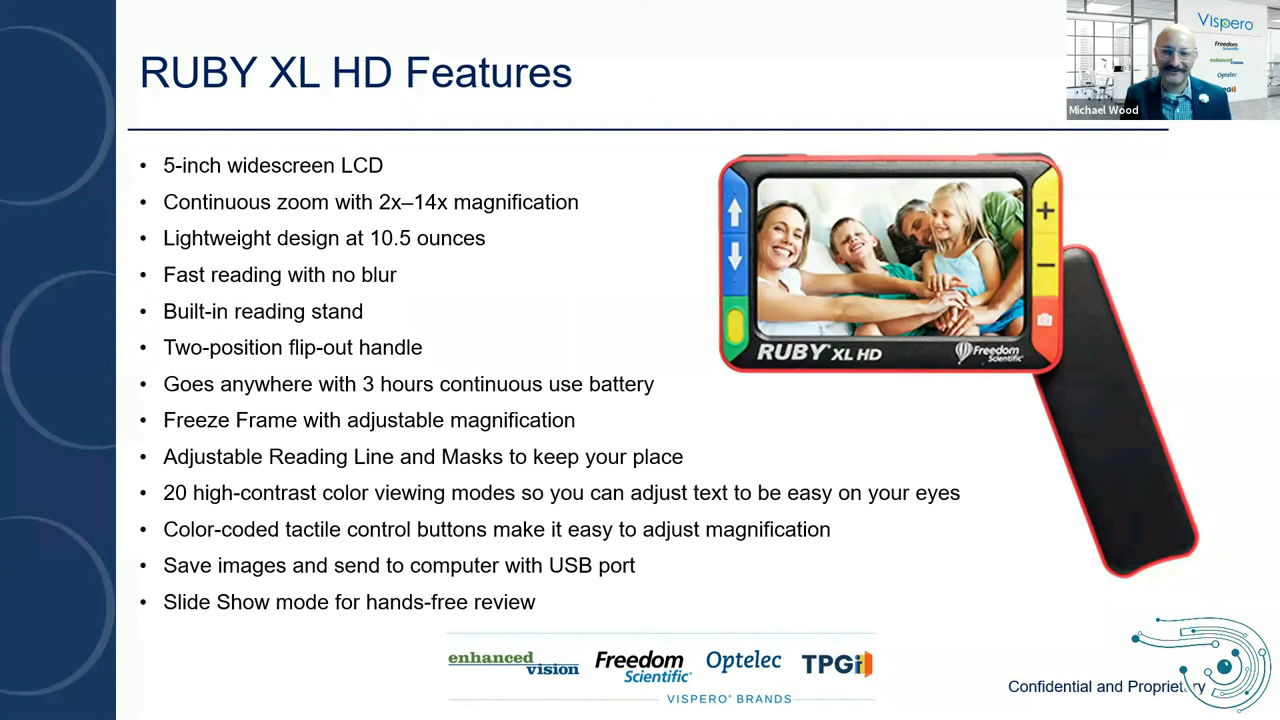 RUBY XL HD Features
Vispero
Freedom
Scientific
enhanced
vision
Optelec
Michael Wood
5-inch widescreen LCD
Continuous zoom with 2x–14x magnification
Lightweight design at 10.5 ounces
Fast reading with no blur
Built-in reading stand
Two-position flip-out handle
Goes anywhere with 3 hours continuous use battery
Freeze Frame with adjustable magnification
Adjustable Reading Line and Masks to keep your place
20 high-contrast color viewing modes so you can adjust text to be easy on your eyes
Color-coded tactile control buttons make it easy to adjust magnification
Save images and send to computer with USB port
Slide Show mode for hands-free review
RUBY® XL HD
Freedom
Scientific
enhanced
vision
Freedom
Scientific®
Optelec
TPGi
VISPERO® BRANDS
Confidential and Proprietary